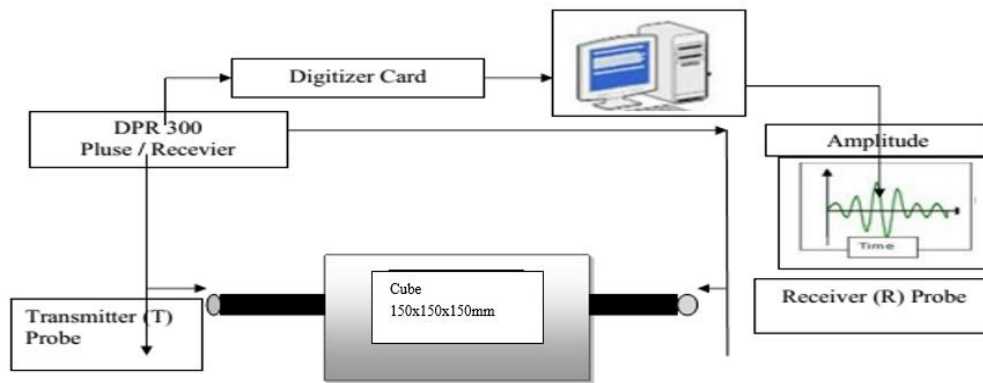 Digitizer Card
DPR 300
Pluse / Recevier
Amplitude
Time
Cube
150x150x150mm
Transmitter (T)
Probe
Receiver (R) Probe